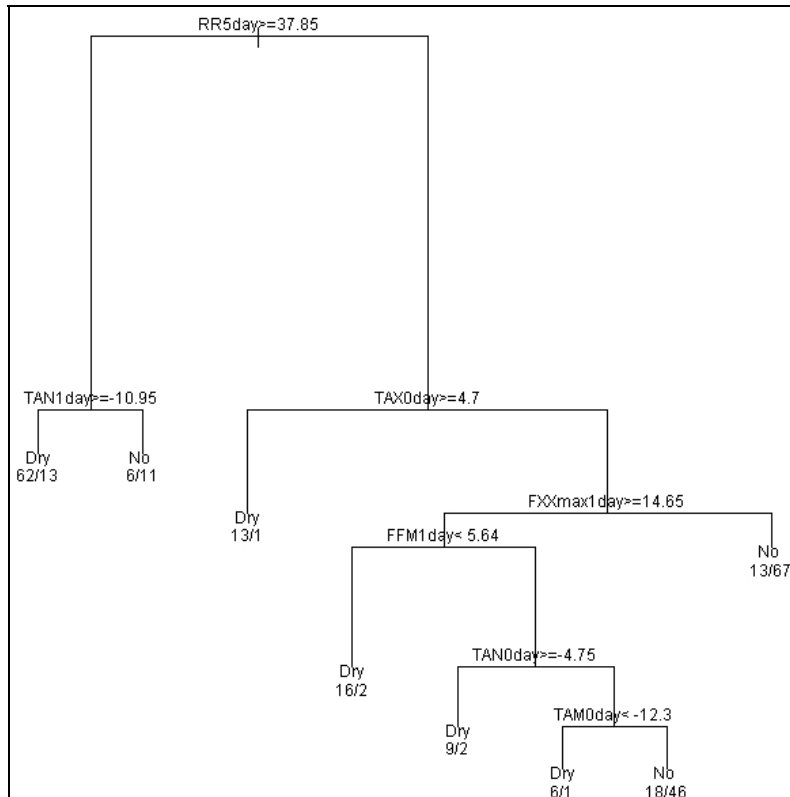 RR5day>=37.85
TAN1day>=-10.95
TAX0day>=4.7
Dry
62/13
No
6/11
FXXmax1day>=14.65
Dry
13/1
FFM1day< 5.64
No
13/67
TAN0day>=-4.75
Dry
16/2
TAM0day< -12.3
Dry
9/2
Dry
6/1
No
18/46